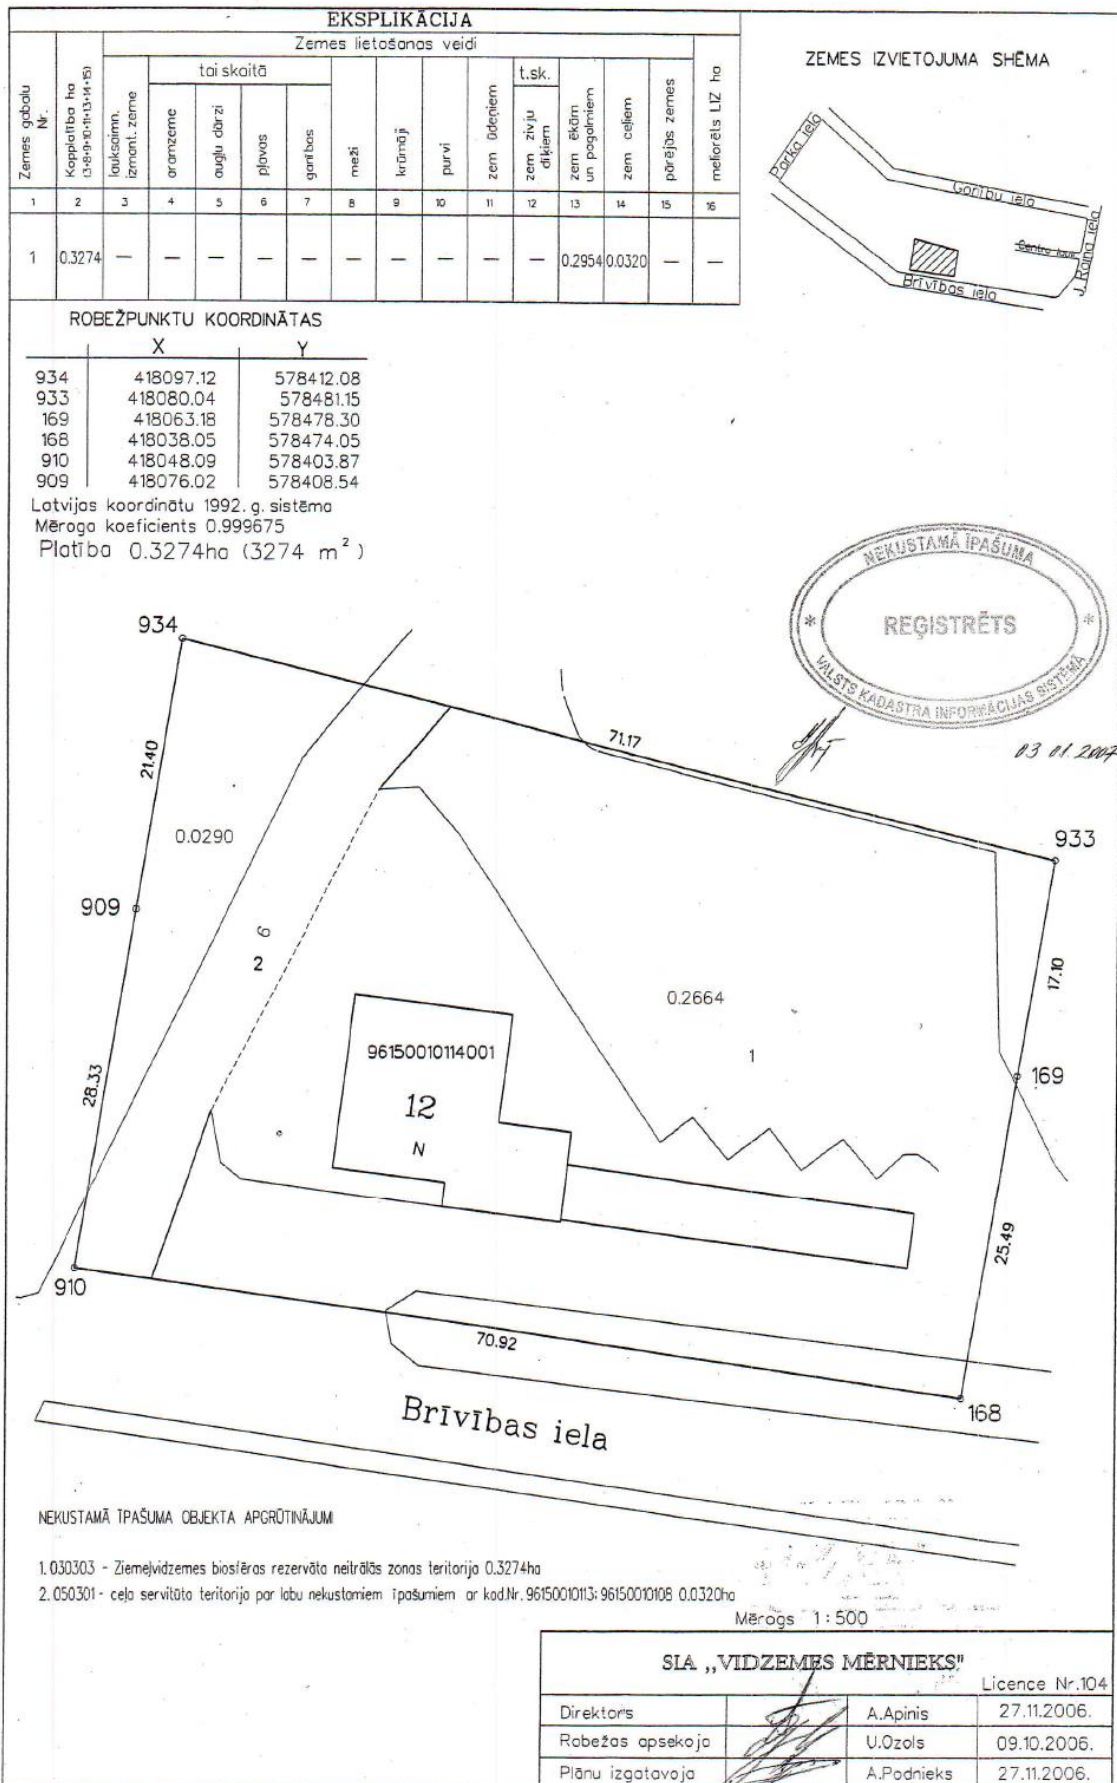 EKSPLIKĀCIJA
Zemes gabalu Nr.
Kopplatība ha (3+8+9+10+11+13+14+15)
Zemes lietošanas veidi
lauksaimn. izmant. zeme
tai skaitā
aramzeme
augļu dārzi
pļavas
ganības
meži
krūmāji
purvi
zem ūdeņiem
t.sk.
zem zivju dīķiem
zem ēkām un pagalmiem
zem ceļiem
pārējās zemes
meliorēts LIZ ha
1 2 3 4 5 6 7 8 9 10 11 12 13 14 15 16
1 0.3274 — — — — — — — — — — 0.2954 0.0320 — —
ZEMES IZVIETOJUMA SHĒMA
Parka iela
Ganību iela
J. Raiņa iela
Brīvības iela
ROBEŽPUNKTU KOORDINĀTAS
X Y
934 418097.12 578412.08
933 418080.04 578481.15
169 418063.18 578478.30
168 418038.05 578474.05
910 418048.09 578403.87
909 418076.02 578408.54
Latvijas koordinātu 1992. g. sistēma
Mēroga koeficients 0.999675
Platība 0.3274ha (3274 m²)
NEKUSTAMĀ ĪPAŠUMA
* REĢISTRĒTS *
VALSTS KADASTRA INFORMĀCIJAS SISTĒMĀ
03 01 2007
934
71.17
21.40
933
0.0290
909
6
2
17.10
0.2664
96150010114001
1
169
12
N
28.33
25.49
910
70.92
168
Brīvības iela
NEKUSTAMĀ ĪPAŠUMA OBJEKTA APGRŪTINĀJUMI
1. 030303 - Ziemeļvidzemes biosfēras rezervāta neitrālās zonas teritorija 0.3274ha
2. 050301 - ceļa servitūta teritorija par labu nekustamiem īpašumiem ar kad.Nr. 96150010113; 96150010108 0.0320ha
Mērogs 1:500
SIA „VIDZEMES MĒRNIEKS"
Licence Nr.104
Direktors A.Apinis 27.11.2006.
Robežas apsekoja U.Ozols 09.10.2006.
Plānu izgatavoja A.Podnieks 27.11.2006.